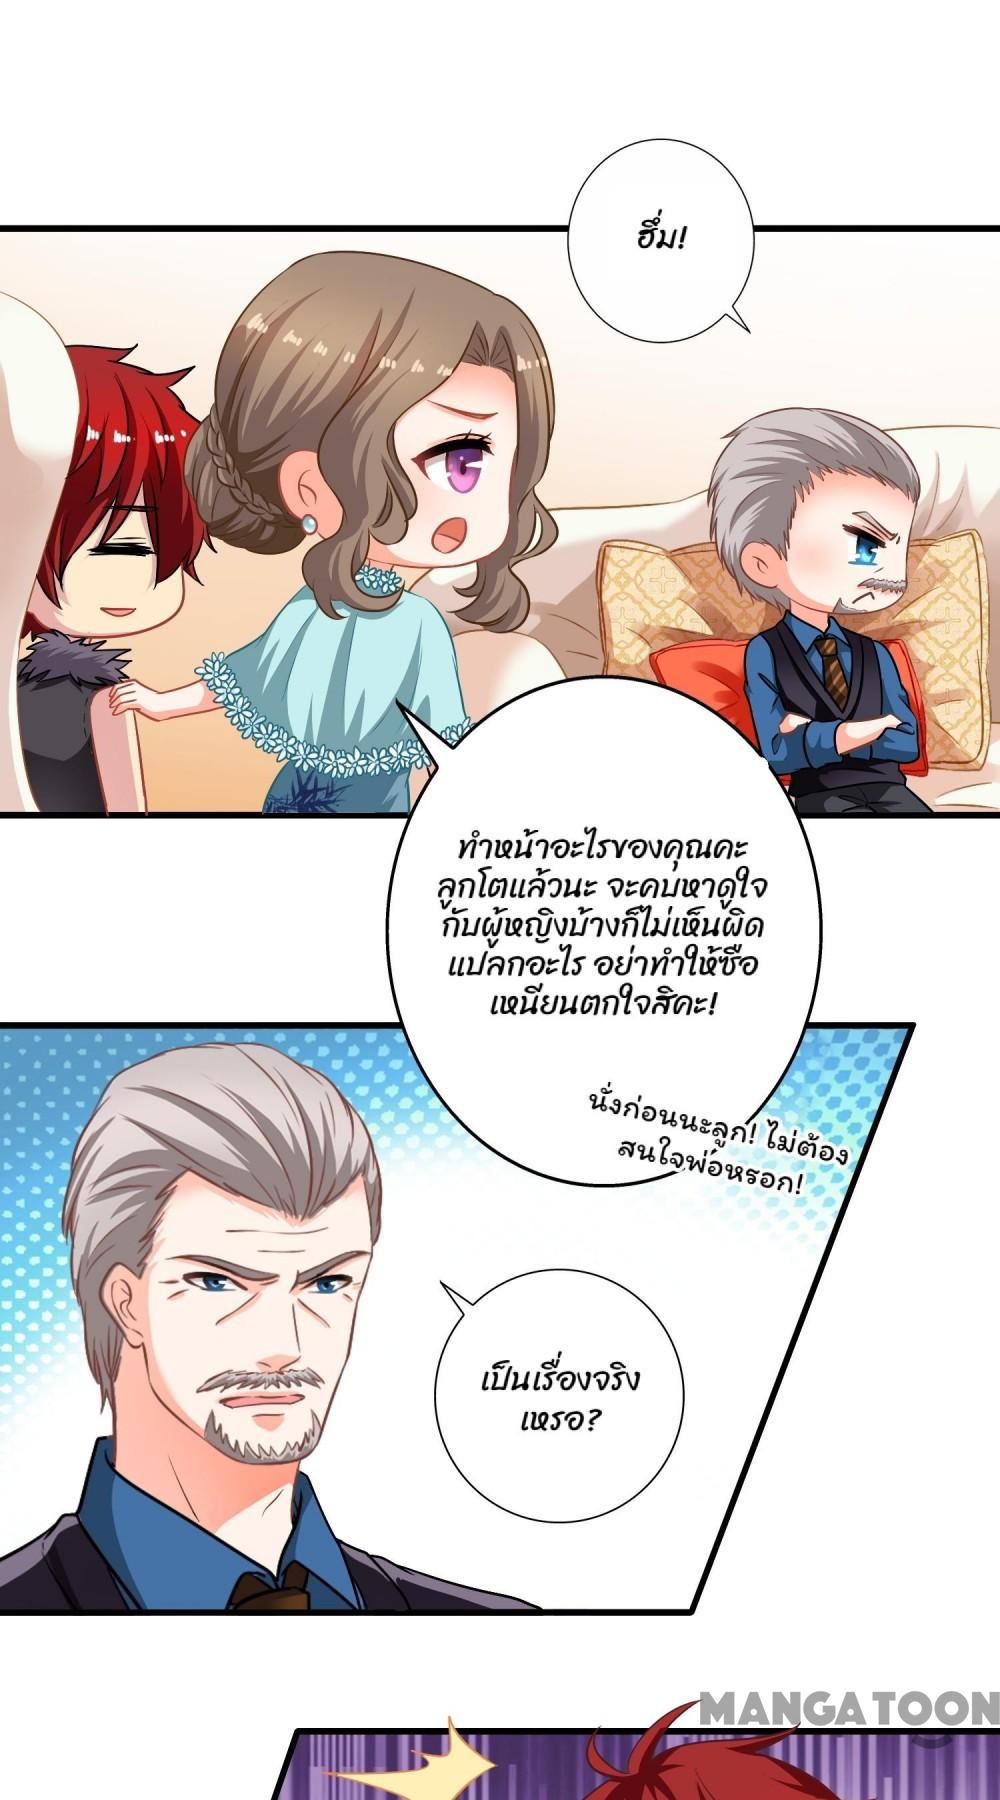 ฮึ่ม!
ทำหน้าอะไรของคุณคะ
ลูกโตแล้วนะ จะคบหาดูใจ
กับผู้หญิงบ้างก็ไม่เห็นผิด
แปลกอะไร อย่าทำให้ซือ
เหนียนตกใจสิคะ!
นั่งก่อนนะลูก! ไม่ต้อง
สนใจพ่อหรอก!
เป็นเรื่องจริง
เหรอ?
MANGATOON